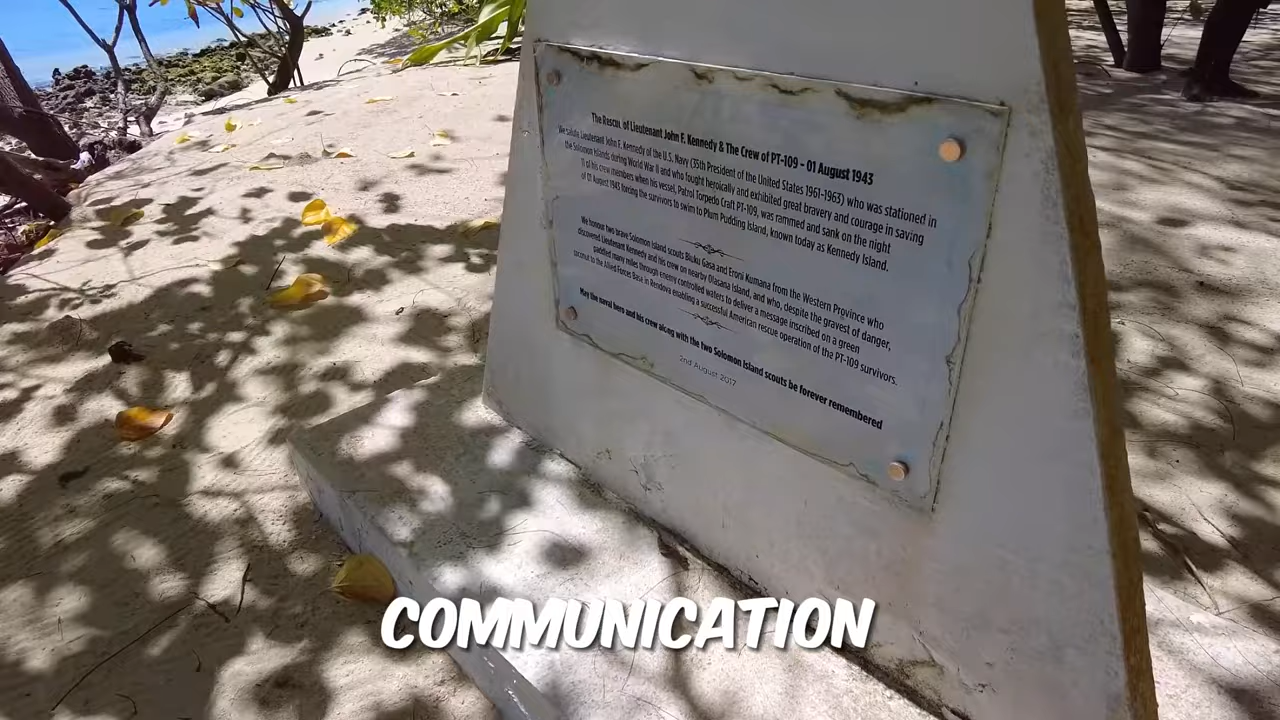 The Rescue of Lieutenant John F. Kennedy & The Crew of PT-109 - 01 August 1943
We salute Lieutenant John F. Kennedy of the U.S. Navy (35th President of the United States 1961-1963) who was stationed in
the Solomon Islands during World War II and who fought heroically and exhibited great bravery and courage in saving
11 of his crew members when his vessel, Patrol Torpedo Craft PT-109, was rammed and sank on the night
of 01 August 1943 forcing the survivors to swim to Plum Pudding Island, known today as Kennedy Island.
We honour two brave Solomon Island scouts Biuku Gasa and Eroni Kumana from the Western Province who
discovered Lieutenant Kennedy and his crew on nearby Olasana Island, and who, despite the gravest of danger,
paddled many miles through enemy controlled waters to deliver a message inscribed on a green
coconut to the Allied Forces Base in Rendova enabling a successful American rescue operation of the PT-109 survivors.
May the naval hero and his crew along with the two Solomon Island scouts be forever remembered
2nd August 2017
COMMUNICATION